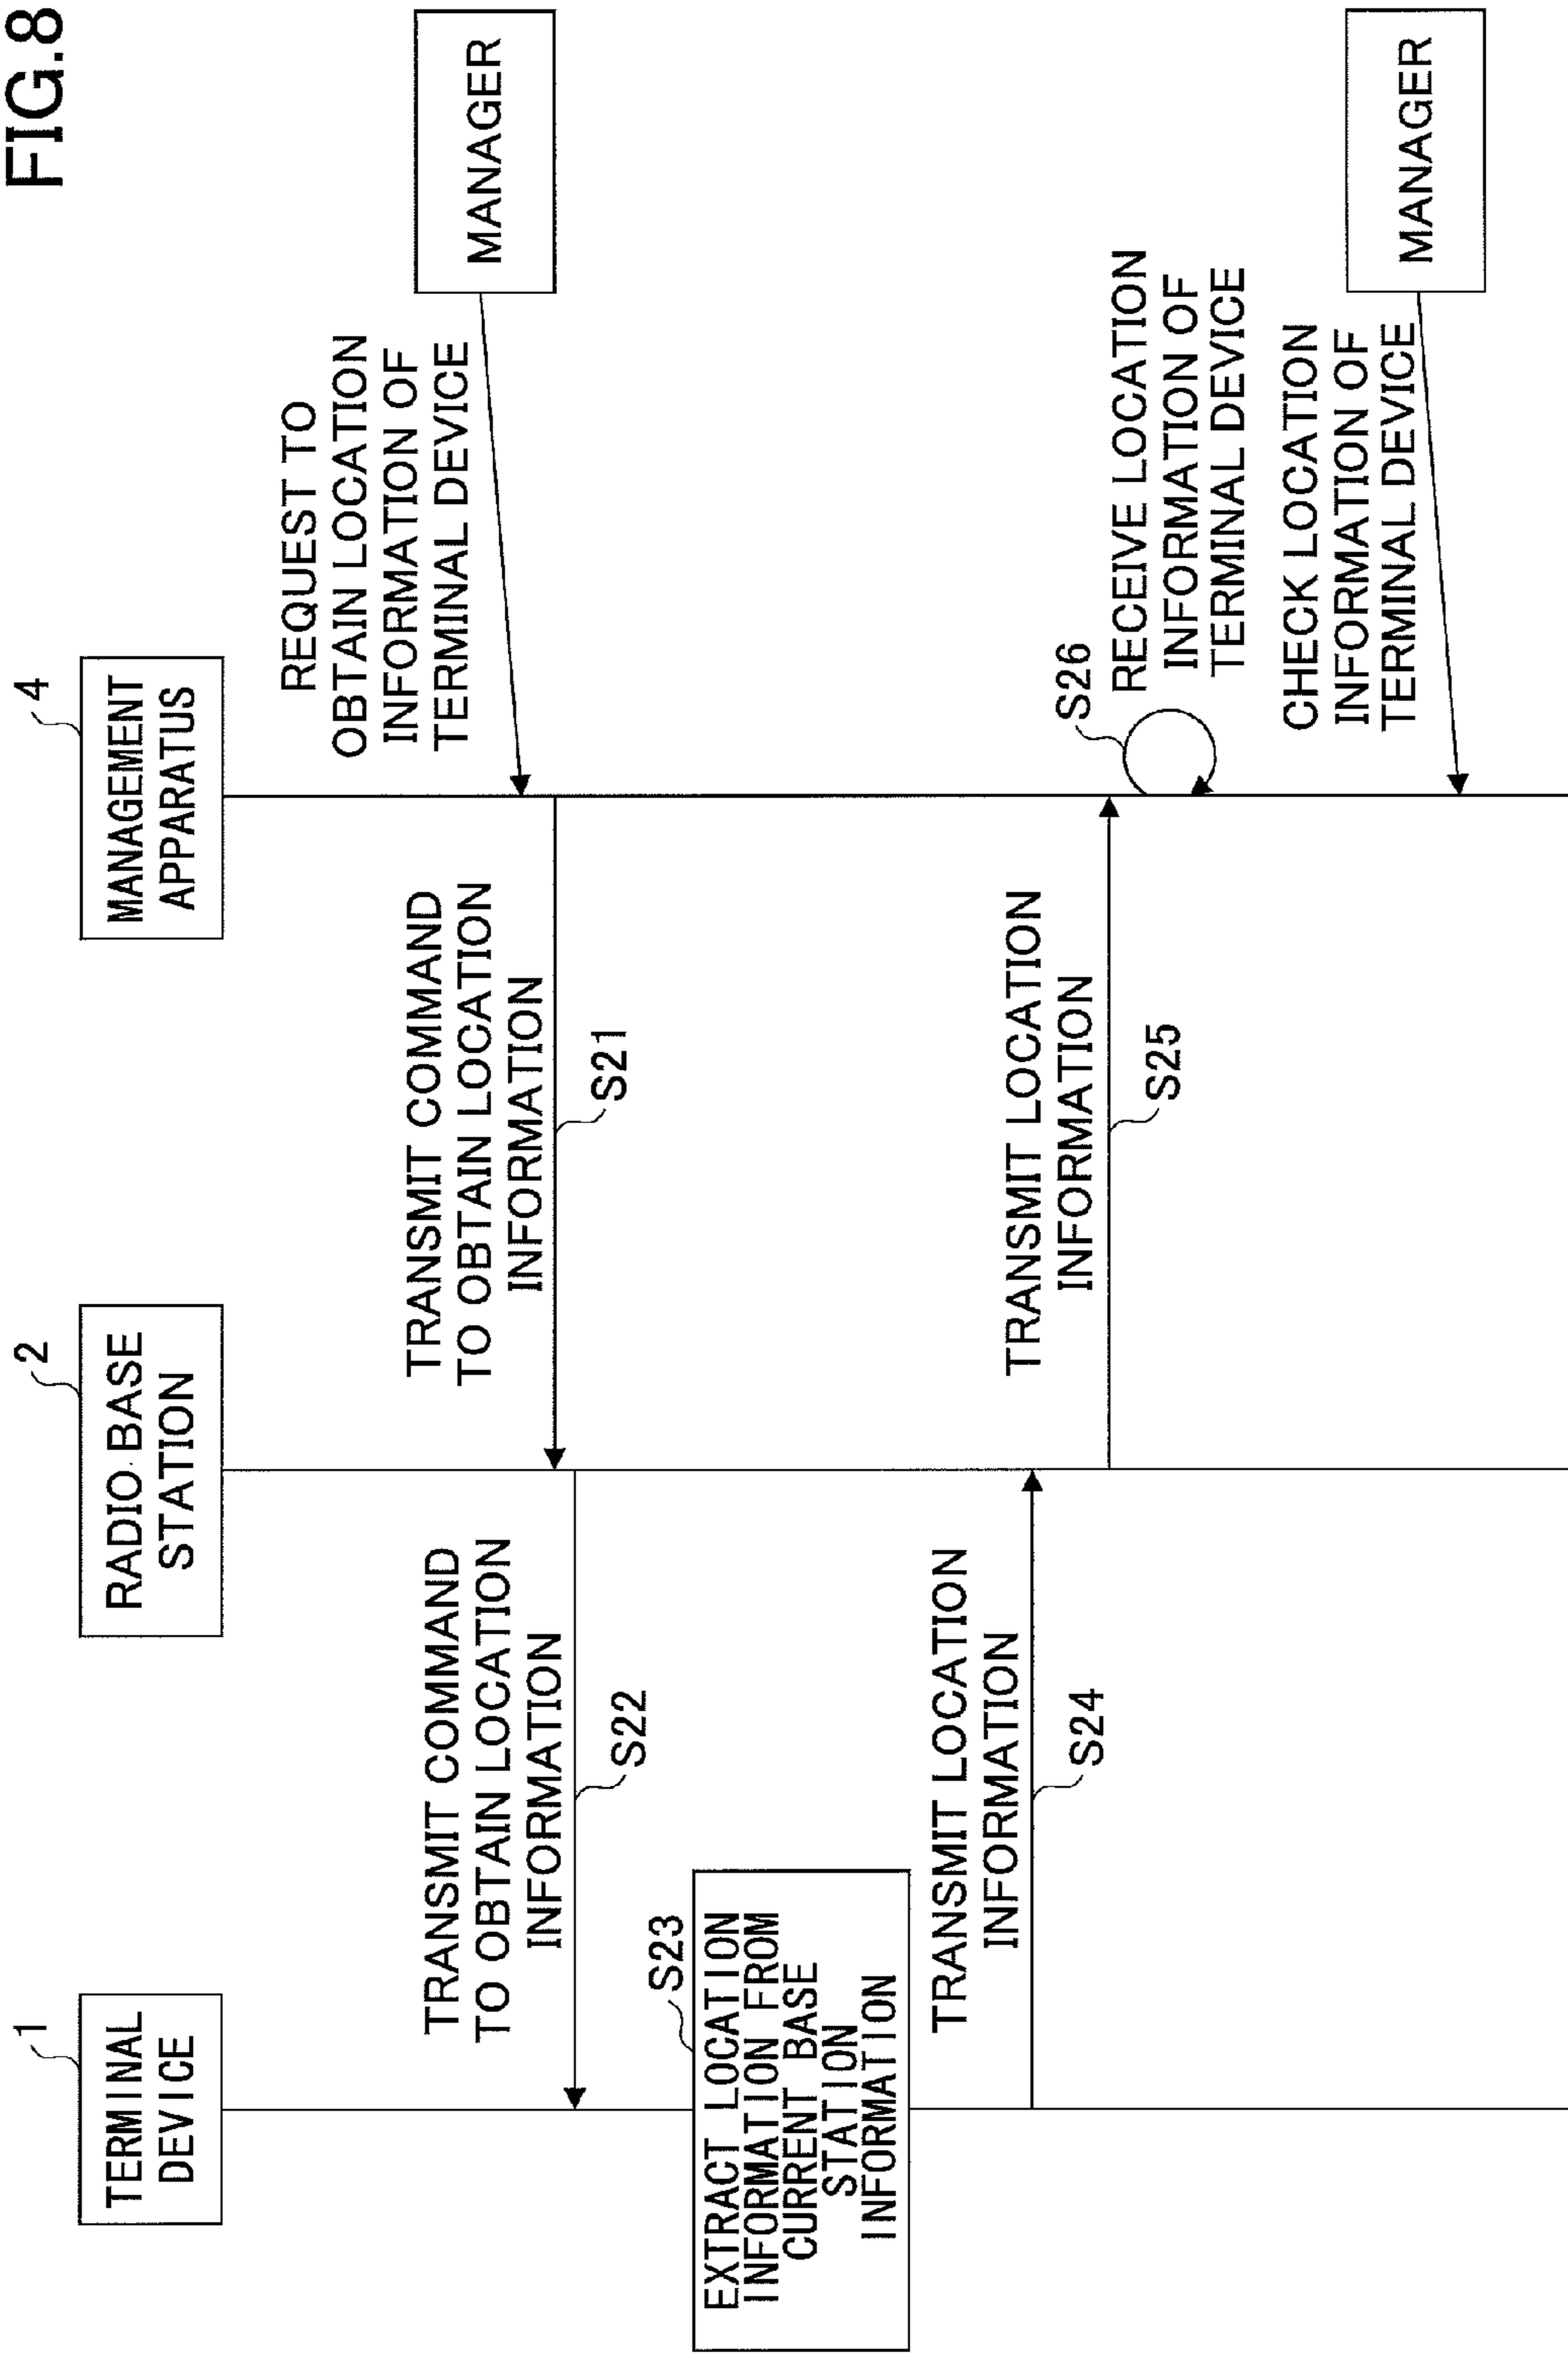 FIG.8
1
TERMINAL
DEVICE
2
RADIO BASE
STATION
4
MANAGEMENT
APPARATUS
REQUEST TO
OBTAIN LOCATION
INFORMATION OF
TERMINAL DEVICE
MANAGER
TRANSMIT COMMAND
TO OBTAIN LOCATION
INFORMATION
S21
TRANSMIT COMMAND
TO OBTAIN LOCATION
INFORMATION
S22
S23
EXTRACT LOCATION
INFORMATION FROM
CURRENT BASE
STATION
INFORMATION
TRANSMIT LOCATION
INFORMATION
S24
TRANSMIT LOCATION
INFORMATION
S25
S26
RECEIVE LOCATION
INFORMATION OF
TERMINAL DEVICE
CHECK LOCATION
INFORMATION OF
TERMINAL DEVICE
MANAGER